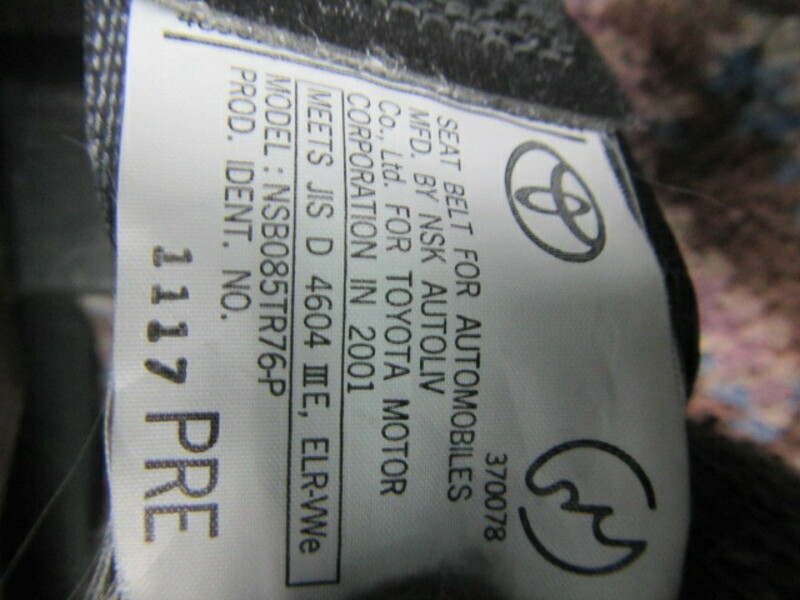 370078
SEAT BELT FOR AUTOMOBILES
MFD. BY NSK AUTOLIV
Co., Ltd. FOR TOYOTA MOTOR
CORPORATION IN 2001
MEETS JIS D 4604 ⅢE, ELR-VWe
MODEL : NSB085TR76-P
PROD. IDENT. NO.
1117 PRE